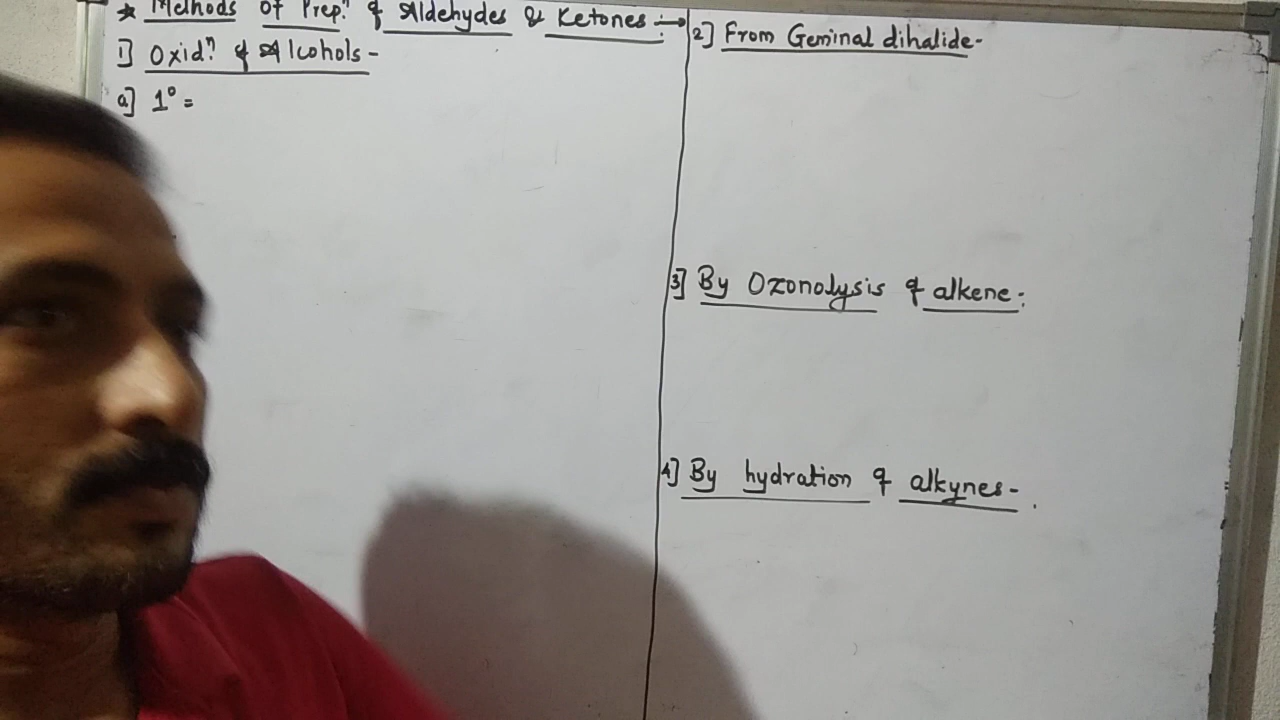 * Methods of Prepn. of Aldehydes & Ketones :→
1] Oxidn. of Alcohols -
a] 1° =
2] From Geminal dihalide -
3] By Ozonolysis of alkene :
4] By hydration of alkynes - .